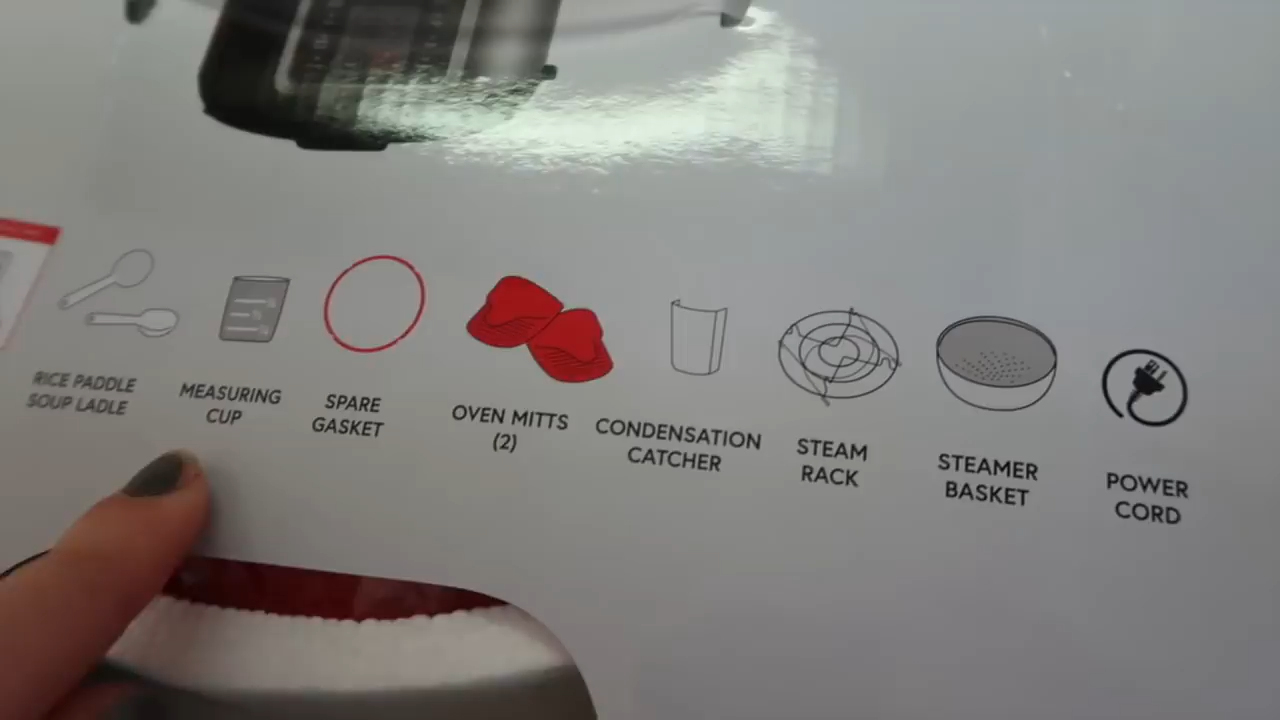 RICE PADDLE
SOUP LADLE
MEASURING
CUP
SPARE
GASKET
OVEN MITTS
(2)
CONDENSATION
CATCHER
STEAM
RACK
STEAMER
BASKET
POWER
CORD